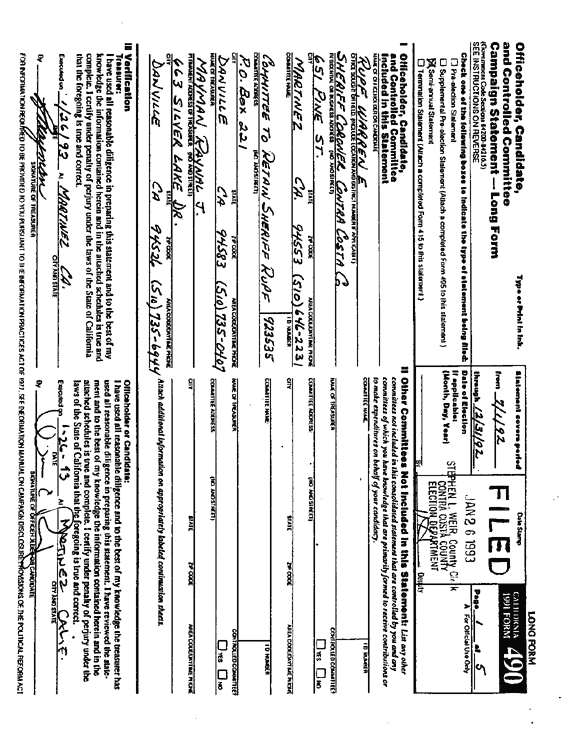 LONG FORM
Officeholder, Candidate,
and Controlled Committee
Campaign Statement — Long Form
(Government Code Sections 84200-84216.5)
SEE INSTRUCTIONS ON REVERSE
Type or Print in Ink.
Statement covers period
from 7/1/92
through 12/31/92
Date of Election
if applicable:
(Month, Day, Year)
Date Stamp
FILED
JAN 26 1993
STEPHEN L. WEIR, County Clerk
CONTRA COSTA COUNTY
ELECTION DEPARTMENT
By Deputy
CALIFORNIA
1991 FORM 490
Page 1 of 5
A For Official Use Only
Check one of the following boxes to indicate the type of statement being filed:
☐ Pre-election Statement
☐ Supplemental Pre-election Statement (Attach a completed Form 495 to this statement)
☒ Semi-annual Statement
☐ Termination Statement (Attach a completed Form 415 to this statement)
I Officeholder, Candidate,
and Controlled Committee
Included in this Statement
NAME OF OFFICEHOLDER OR CANDIDATE
RUPF WARREN E
OFFICE SOUGHT OR HELD (INCLUDE LOCATION AND DISTRICT NUMBER IF APPLICABLE)
SHERIFF CORONER CONTRA COSTA Co
RESIDENTIAL OR BUSINESS ADDRESS (NO. AND STREET)
651 PINE ST.
CITY STATE ZIP CODE AREA CODE/DAYTIME PHONE
MARTINEZ CA. 94553 (510) 646-2231
COMMITTEE NAME I.D. NUMBER
COMMITTEE TO RETAIN SHERIFF RUPF 923535
COMMITTEE ADDRESS (NO. AND STREET)
P.O. BOX 221
CITY STATE ZIP CODE AREA CODE/DAYTIME PHONE
DANVILLE CA 94583 (510) 735-0407
NAME OF TREASURER
MAYMAN, RAYNAL J.
PERMANENT ADDRESS OF TREASURER (NO. AND STREET)
663 SILVER LAKE DR.
CITY STATE ZIP CODE AREA CODE/DAYTIME PHONE
DANVILLE CA 94526 (510) 735-6944
II Other Committees Not Included in this Statement: List any other
committees not included in this consolidated statement that are controlled by you and any
committees of which you have knowledge that are primarily formed to receive contributions or
to make expenditures on behalf of your candidacy.
COMMITTEE NAME I.D. NUMBER
NAME OF TREASURER CONTROLLED COMMITTEE?
☐ YES ☐ NO
COMMITTEE ADDRESS (NO. AND STREET)
CITY STATE ZIP CODE AREA CODE/DAYTIME PHONE
COMMITTEE NAME I.D. NUMBER
NAME OF TREASURER CONTROLLED COMMITTEE?
☐ YES ☐ NO
COMMITTEE ADDRESS (NO. AND STREET)
CITY STATE ZIP CODE AREA CODE/DAYTIME PHONE
Attach additional information on appropriately labeled continuation sheets.
III Verification
Treasurer:
I have used all reasonable diligence in preparing this statement and to the best of my
knowledge the information contained herein and in the attached schedules is true and
complete. I certify under penalty of perjury under the laws of the State of California
that the foregoing is true and correct.
Executed on 1/26/93 At MARTINEZ CA.
DATE CITY AND STATE
By
SIGNATURE OF TREASURER
Officeholder or Candidate:
I have used all reasonable diligence and to the best of my knowledge the treasurer has
used all reasonable diligence in preparing this statement. I have reviewed the state-
ment and to the best of my knowledge the information contained herein and in the
attached schedules is true and complete. I certify under penalty of perjury under the
laws of the State of California that the foregoing is true and correct.
Executed on 1-26-93 At MARTINEZ CALIF.
DATE CITY AND STATE
By
SIGNATURE OF OFFICEHOLDER OR CANDIDATE
FOR INFORMATION REQUIRED TO BE PROVIDED TO YOU PURSUANT TO THE INFORMATION PRACTICES ACT OF 1977, SEE INFORMATION MANUAL ON CAMPAIGN DISCLOSURE PROVISIONS OF THE POLITICAL REFORM ACT